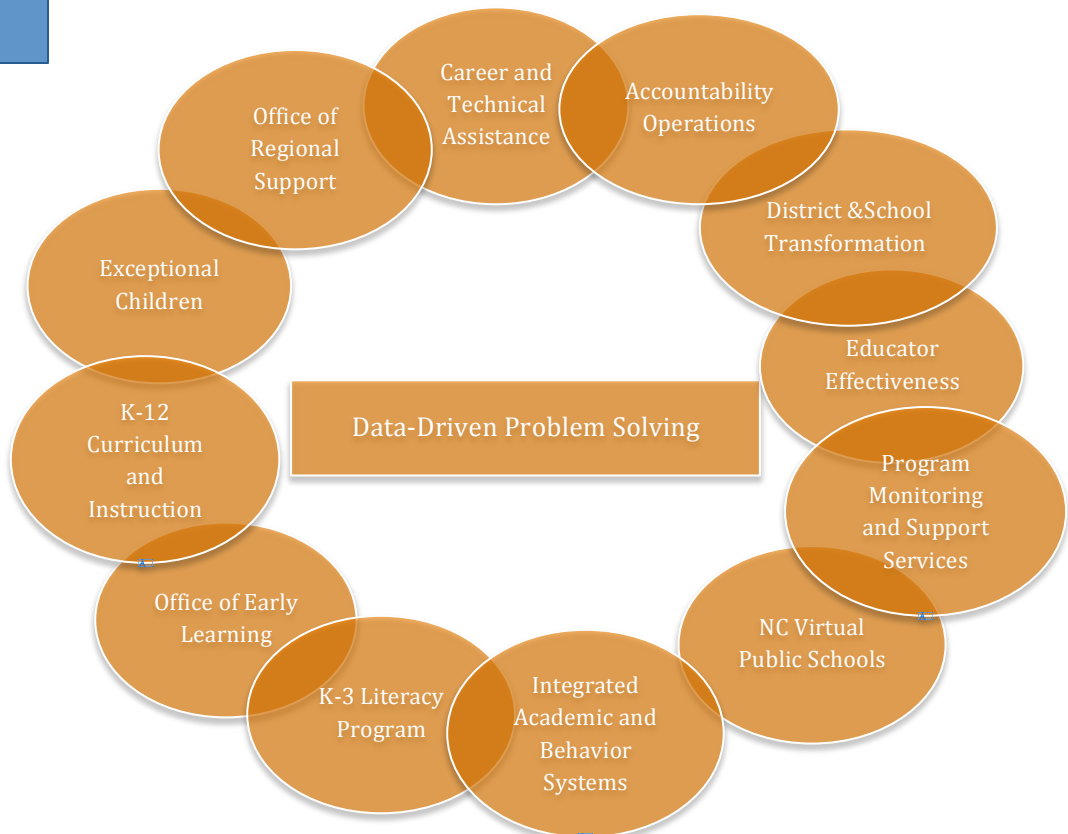 Career and
Technical
Assistance
Accountability
Operations
District &School
Transformation
Educator
Effectiveness
Program
Monitoring
and Support
Services
NC Virtual
Public Schools
Integrated
Academic and
Behavior
Systems
K-3 Literacy
Program
Office of Early
Learning
K-12
Curriculum
and
Instruction
Exceptional
Children
Office of
Regional
Support
Data-Driven Problem Solving